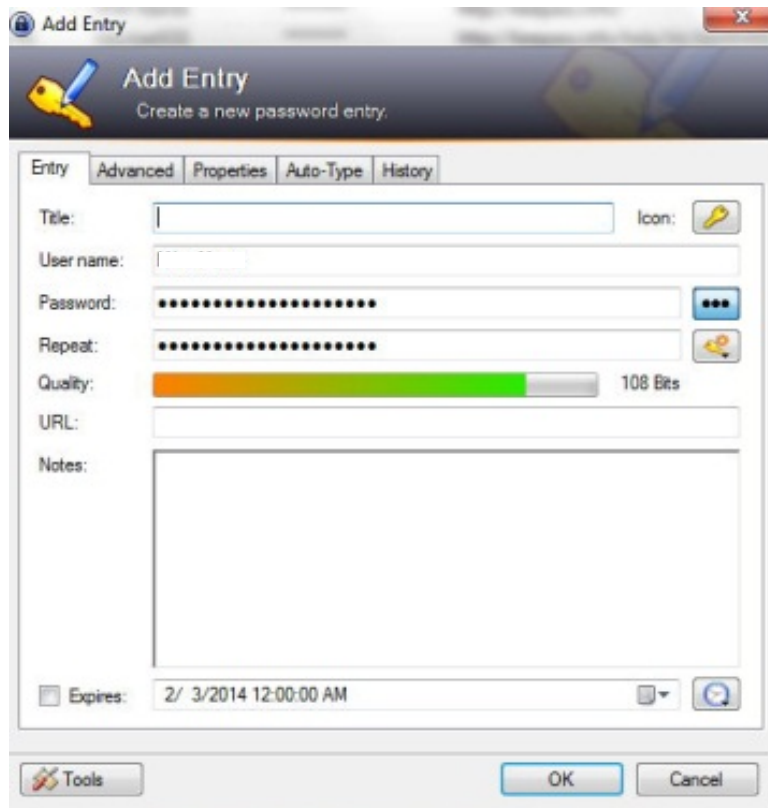 Add Entry
Add Entry
Create a new password entry.
Entry Advanced Properties Auto-Type History
Title: Icon:
User name:
Password: ••••••••••••••••••••
Repeat: ••••••••••••••••••••
Quality: 108 Bits
URL:
Notes:
Expires: 2/ 3/2014 12:00:00 AM
Tools OK Cancel